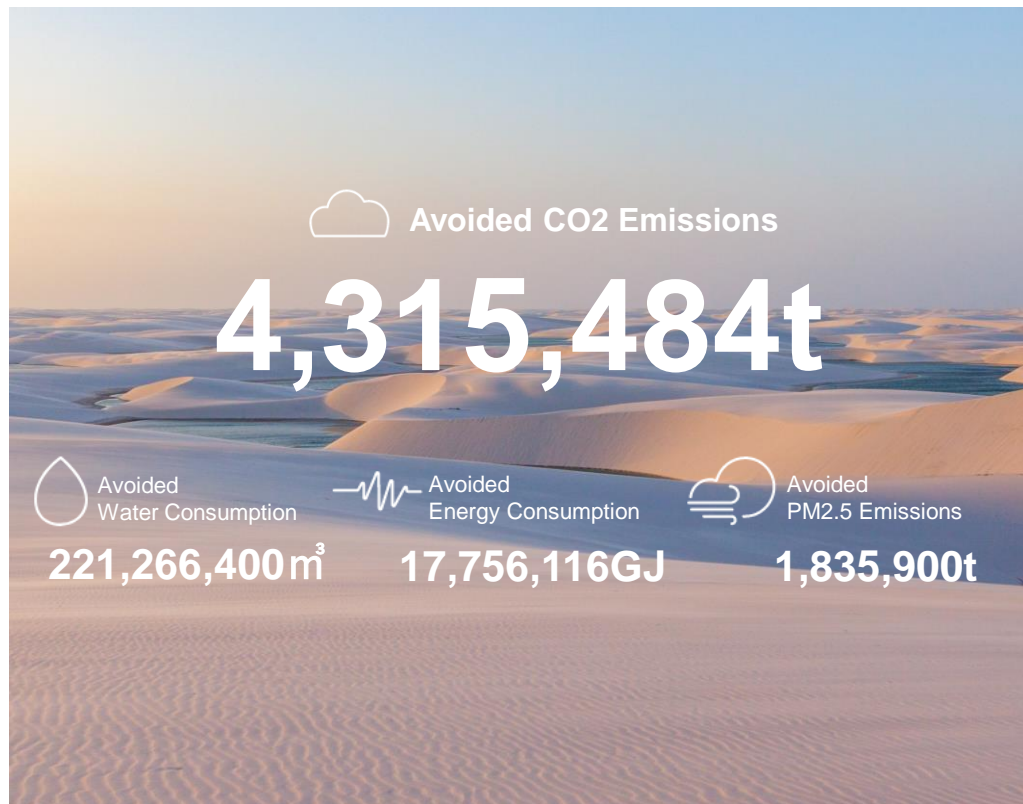 Avoided CO2 Emissions
4,315,484t
Avoided
Water Consumption
221,266,400㎥
Avoided
Energy Consumption
17,756,116GJ
Avoided
PM2.5 Emissions
1,835,900t